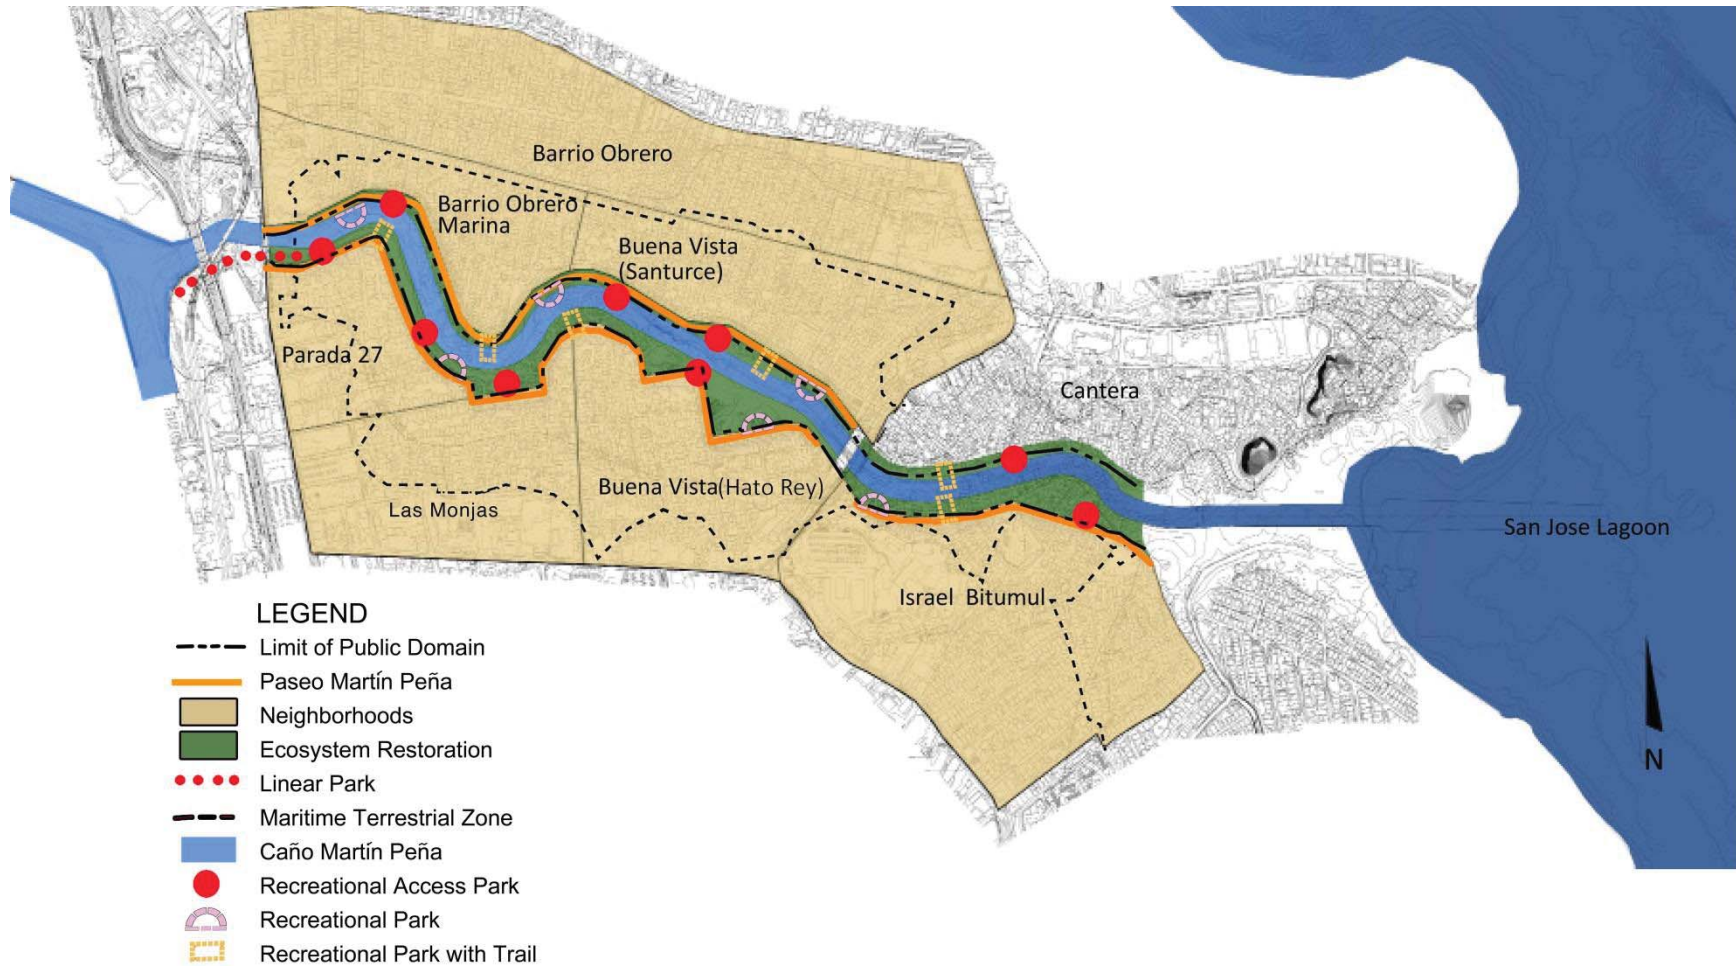 Barrio Obrero
Barrio Obrero
Marina
Buena Vista
(Santurce)
Parada 27
Cantera
Las Monjas
Buena Vista(Hato Rey)
San Jose Lagoon
Israel Bitumul
N
LEGEND
Limit of Public Domain
Paseo Martín Peña
Neighborhoods
Ecosystem Restoration
Linear Park
Maritime Terrestrial Zone
Caño Martín Peña
Recreational Access Park
Recreational Park
Recreational Park with Trail